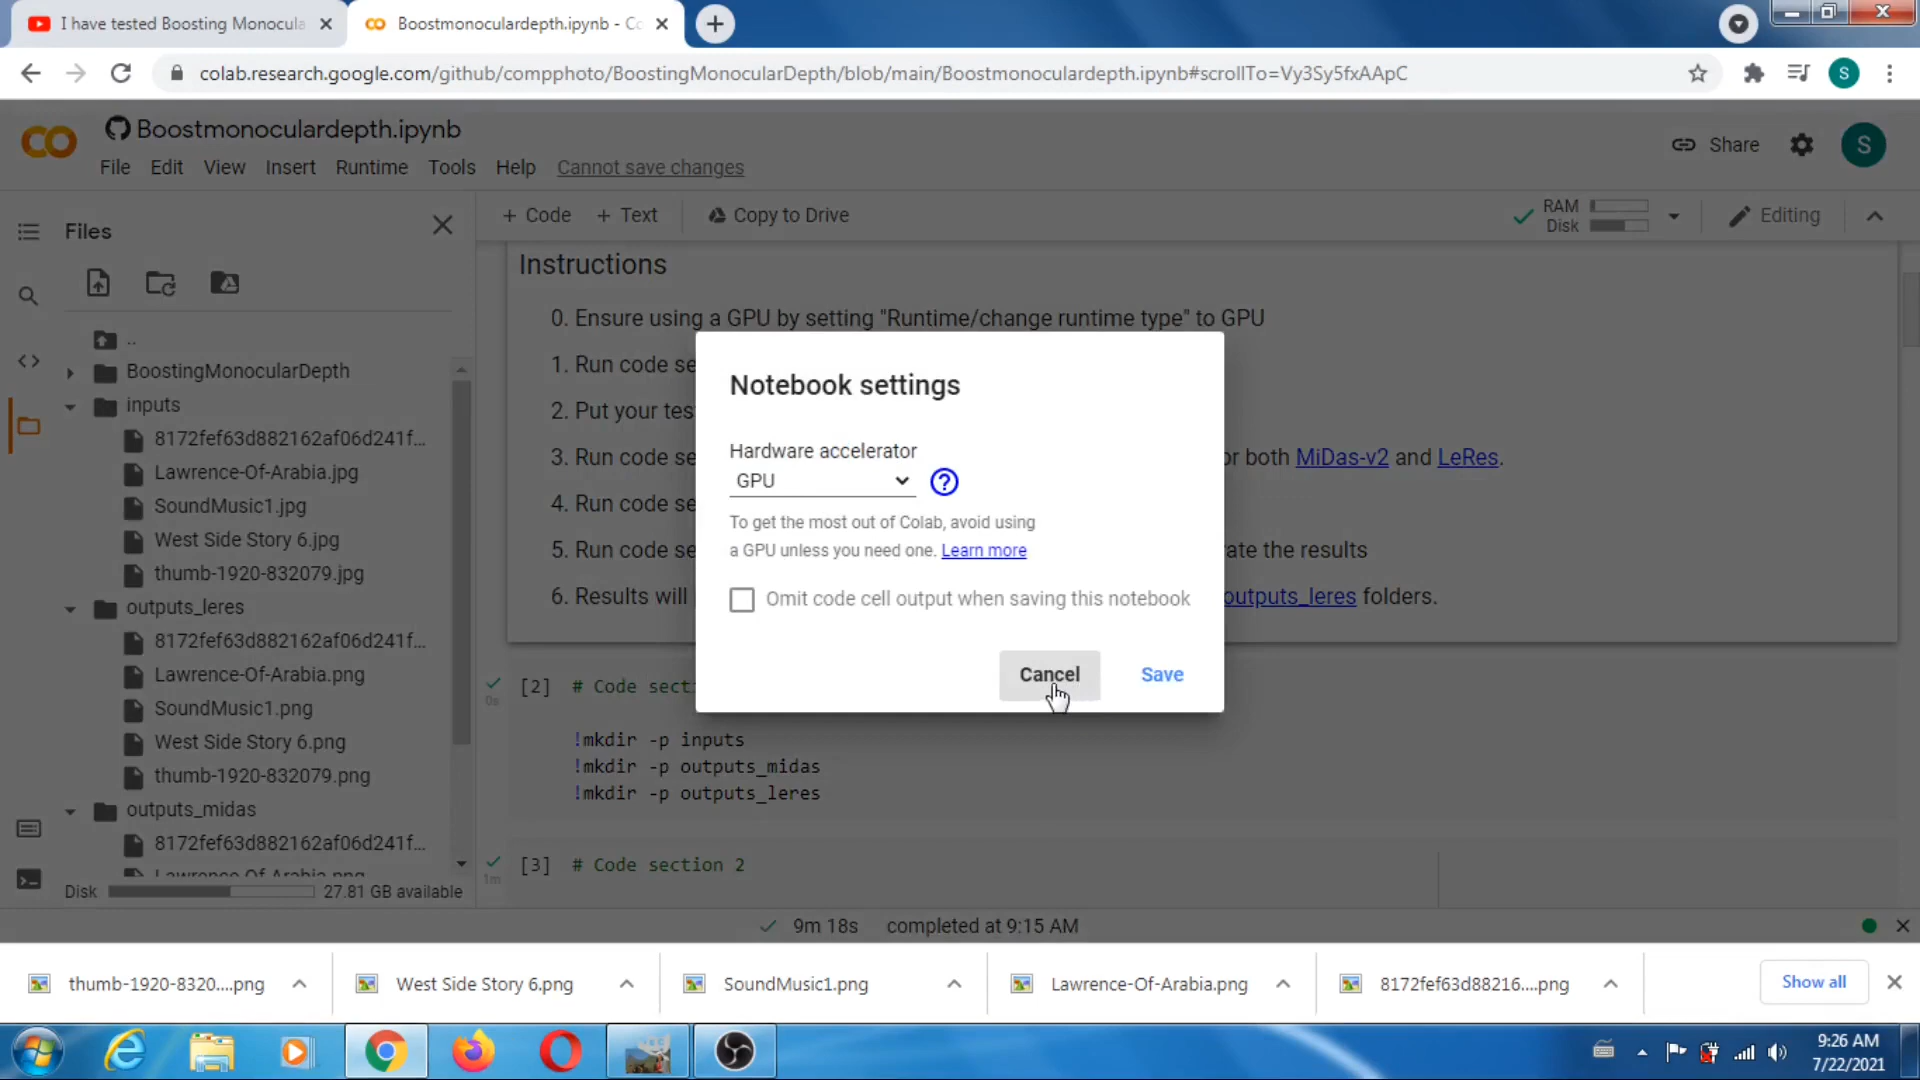 I have tested Boosting Monocula
Boostmonoculardepth.ipynb - Co
colab.research.google.com/github/compphoto/BoostingMonocularDepth/blob/main/Boostmonoculardepth.ipynb#scrollTo=Vy3Sy5fxAApC
S
Boostmonoculardepth.ipynb
File Edit View Insert Runtime Tools Help Cannot save changes
Share
S
Files
+ Code + Text Copy to Drive
RAM
Disk
Editing
..
BoostingMonocularDepth
inputs
8172fef63d882162af06d241f...
Lawrence-Of-Arabia.jpg
SoundMusic1.jpg
West Side Story 6.jpg
thumb-1920-832079.jpg
outputs_leres
8172fef63d882162af06d241f...
Lawrence-Of-Arabia.png
SoundMusic1.png
West Side Story 6.png
thumb-1920-832079.png
outputs_midas
8172fef63d882162af06d241f...
Lawrence-Of-Arabia.png
Disk 27.81 GB available
Instructions
0. Ensure using a GPU by setting "Runtime/change runtime type" to GPU
1. Run code se
2. Put your tes
3. Run code se or both MiDas-v2 and LeRes.
4. Run code se
5. Run code se ate the results
6. Results will outputs_leres folders.
Notebook settings
Hardware accelerator
GPU
To get the most out of Colab, avoid using
a GPU unless you need one. Learn more
Omit code cell output when saving this notebook
Cancel Save
[2] # Code secti
0s
!mkdir -p inputs
!mkdir -p outputs_midas
!mkdir -p outputs_leres
[3] # Code section 2
1m
9m 18s completed at 9:15 AM
thumb-1920-8320....png
West Side Story 6.png
SoundMusic1.png
Lawrence-Of-Arabia.png
8172fef63d88216....png
Show all
9:26 AM
7/22/2021